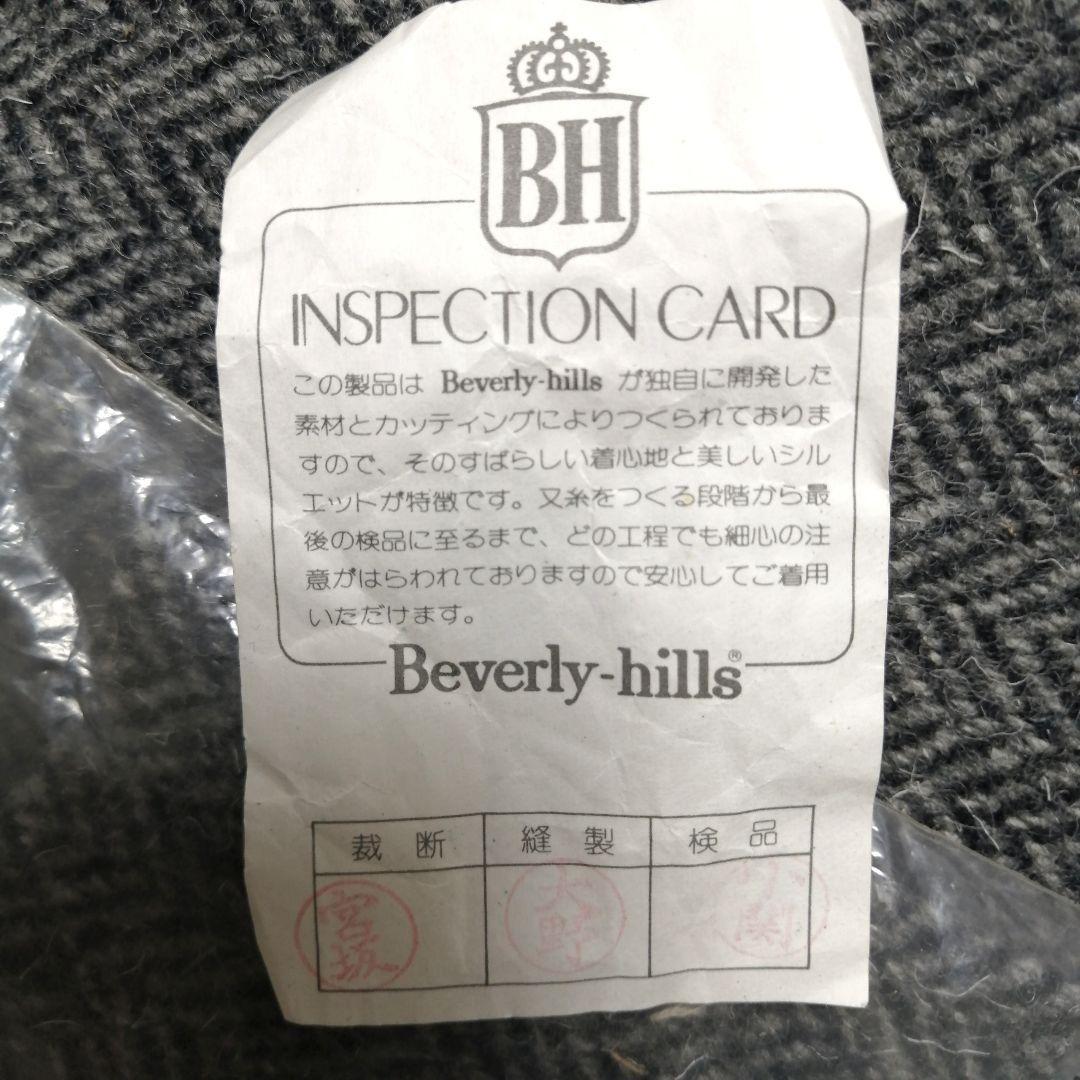 BH
INSPECTION CARD
この製品は Beverly-hills が独自に開発した
素材とカッティングによりつくられておりま
すので、そのすばらしい着心地と美しいシル
エットが特徴です。又糸をつくる段階から最
後の検品に至るまで、どの工程でも細心の注
意がはらわれておりますので安心してご着用
いただけます。
Beverly-hills®
裁断 縫製 検品
宮坂 大野 小関